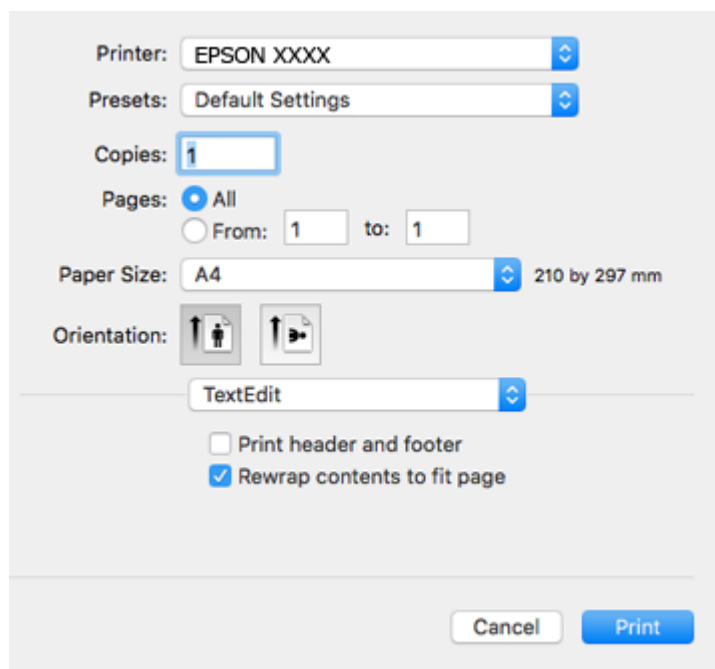 Printer: EPSON XXXX
Presets: Default Settings
Copies: 1
Pages: All
From: 1 to: 1
Paper Size: A4 210 by 297 mm
Orientation:
TextEdit
Print header and footer
Rewrap contents to fit page
Cancel Print